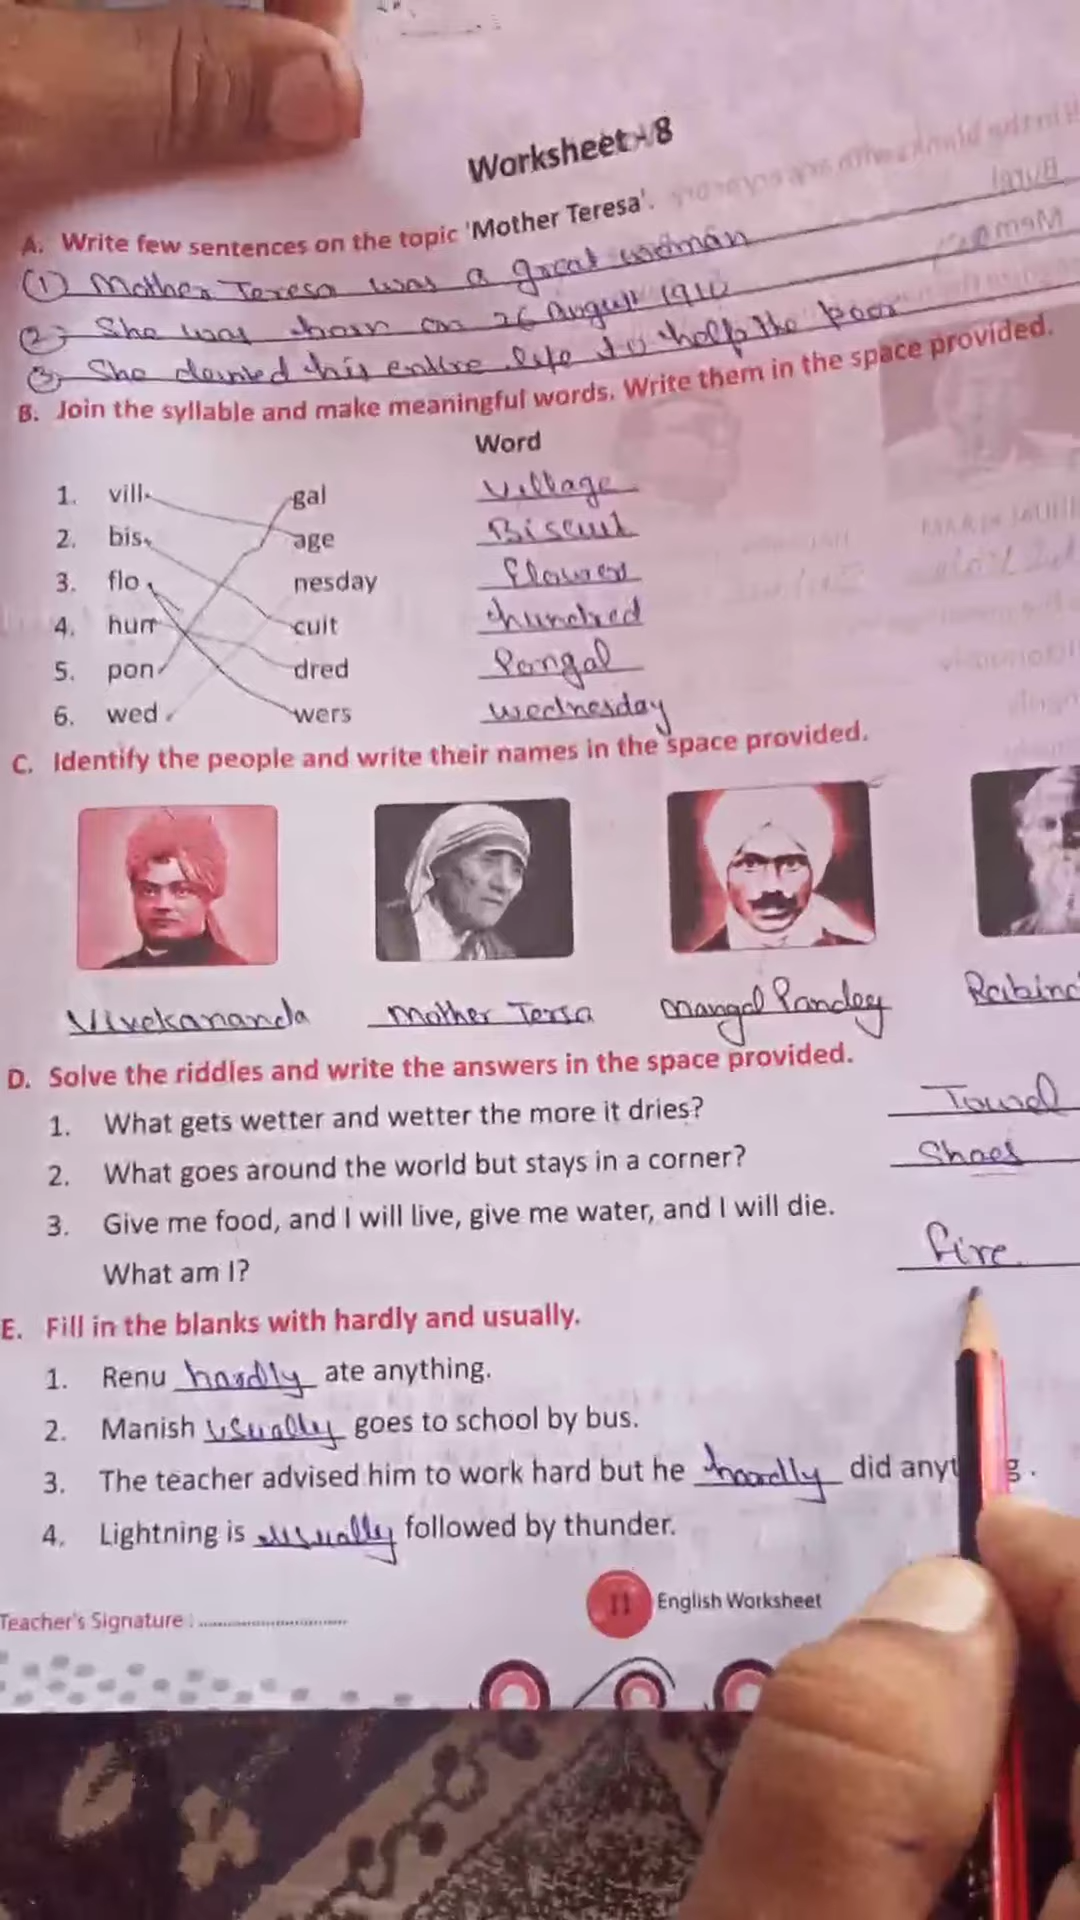 Worksheet-18
A. Write few sentences on the topic 'Mother Teresa'.
(1) Mother Teresa was a great woman
(2) She was born on 26 August 1910
(3) She his entire life to help the poor
B. Join the syllable and make meaningful words. Write them in the space provided.
Word
1. vill gal Village
2. bis age Biscuit
3. flo nesday flowers
4. hun cuit hundred
5. pon dred Pongal
6. wed wers wednesday
C. Identify the people and write their names in the space provided.
Vivekananda Mother Tersa Mangal Pandey Rabind
D. Solve the riddles and write the answers in the space provided.
1. What gets wetter and wetter the more it dries? Towel
2. What goes around the world but stays in a corner? Shoes
3. Give me food, and I will live, give me water, and I will die.
What am I? fire
E. Fill in the blanks with hardly and usually.
1. Renu hardly ate anything.
2. Manish usually goes to school by bus.
3. The teacher advised him to work hard but he hardly did anyt g.
4. Lightning is usually followed by thunder.
Teacher's Signature : 11 English Worksheet